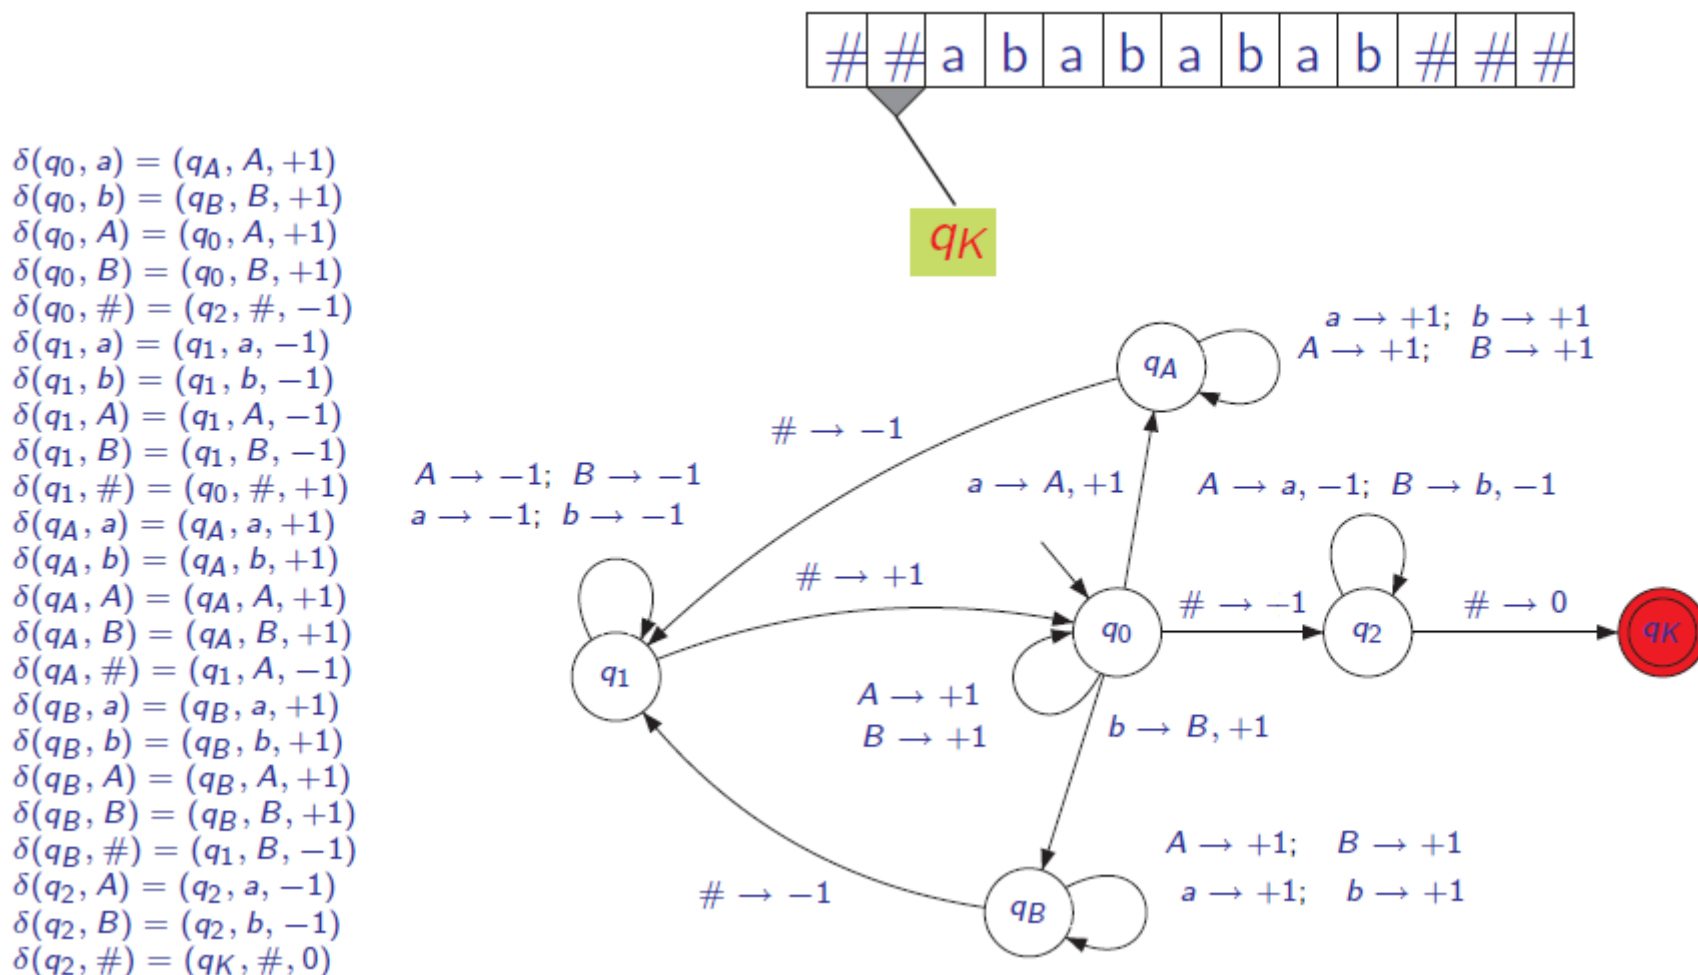 # # a b a b a b a b # # #
qK
δ(q0, a) = (qA, A, +1)
δ(q0, b) = (qB, B, +1)
δ(q0, A) = (q0, A, +1)
δ(q0, B) = (q0, B, +1)
δ(q0, #) = (q2, #, −1)
δ(q1, a) = (q1, a, −1)
δ(q1, b) = (q1, b, −1)
δ(q1, A) = (q1, A, −1)
δ(q1, B) = (q1, B, −1)
δ(q1, #) = (q0, #, +1)
δ(qA, a) = (qA, a, +1)
δ(qA, b) = (qA, b, +1)
δ(qA, A) = (qA, A, +1)
δ(qA, B) = (qA, B, +1)
δ(qA, #) = (q1, A, −1)
δ(qB, a) = (qB, a, +1)
δ(qB, b) = (qB, b, +1)
δ(qB, A) = (qB, A, +1)
δ(qB, B) = (qB, B, +1)
δ(qB, #) = (q1, B, −1)
δ(q2, A) = (q2, a, −1)
δ(q2, B) = (q2, b, −1)
δ(q2, #) = (qK, #, 0)
a → +1; b → +1
A → +1; B → +1
qA
# → −1
A → −1; B → −1
a → −1; b → −1
a → A, +1
A → a, −1; B → b, −1
# → +1
# → −1
# → 0
q1
q0
q2
qK
A → +1
B → +1
b → B, +1
# → −1
qB
A → +1; B → +1
a → +1; b → +1